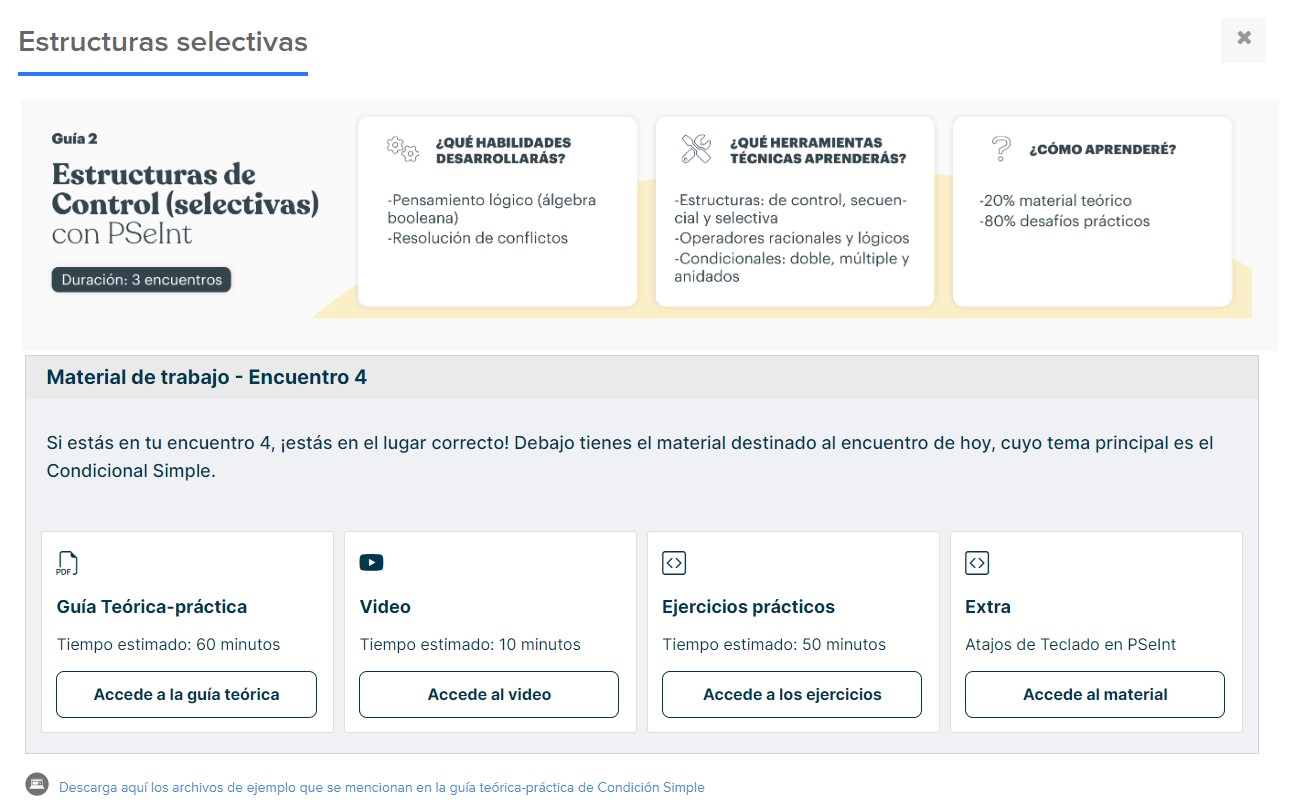 Estructuras selectivas
Guía 2
Estructuras de
Control (selectivas)
con PSeInt
Duración: 3 encuentros
¿QUÉ HABILIDADES
DESARROLLARÁS?
-Pensamiento lógico (álgebra
booleana)
-Resolución de conflictos
¿QUÉ HERRAMIENTAS
TÉCNICAS APRENDERÁS?
-Estructuras: de control, secuen-
cial y selectiva
-Operadores racionales y lógicos
-Condicionales: doble, múltiple y
anidados
¿CÓMO APRENDERÉ?
-20% material teórico
-80% desafíos prácticos
Material de trabajo - Encuentro 4
Si estás en tu encuentro 4, ¡estás en el lugar correcto! Debajo tienes el material destinado al encuentro de hoy, cuyo tema principal es el
Condicional Simple.
PDF
Guía Teórica-práctica
Tiempo estimado: 60 minutos
Accede a la guía teórica
Video
Tiempo estimado: 10 minutos
Accede al video
Ejercicios prácticos
Tiempo estimado: 50 minutos
Accede a los ejercicios
Extra
Atajos de Teclado en PSeInt
Accede al material
Descarga aquí los archivos de ejemplo que se mencionan en la guía teórica-práctica de Condición Simple